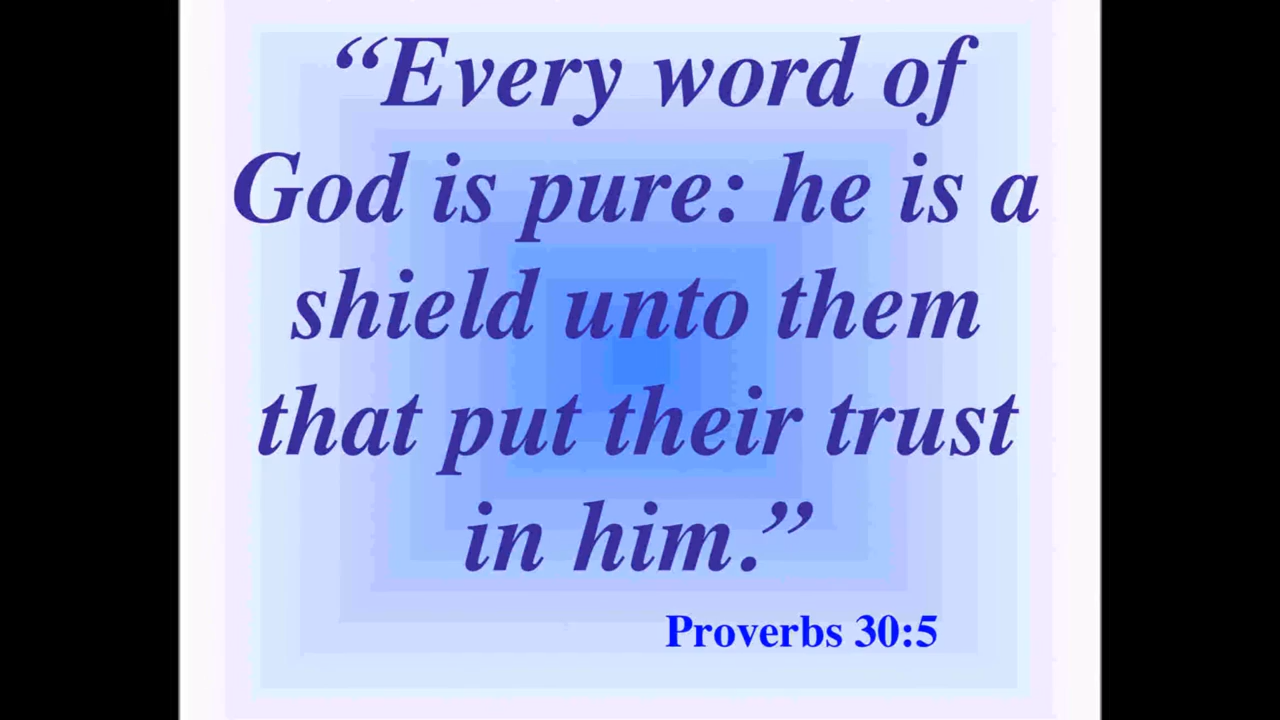 “Every word of
God is pure: he is a
shield unto them
that put their trust
in him.”
Proverbs 30:5